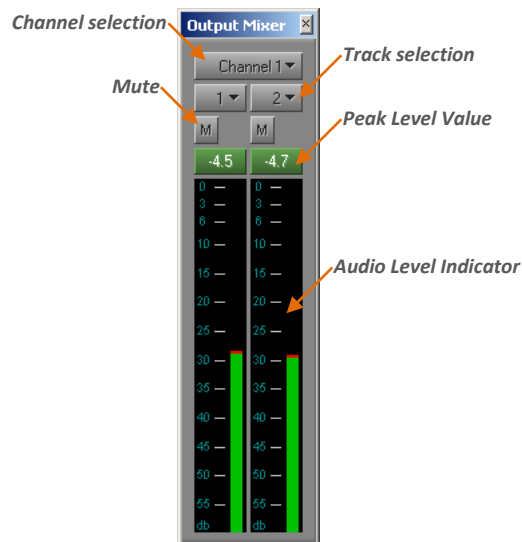 Output Mixer
Channel selection
Channel 1
Track selection
Mute
1 2
M M
Peak Level Value
-4.5 -4.7
0 0
3 3
6 6
10 10
15 15
Audio Level Indicator
20 20
25 25
30 30
35 35
40 40
45 45
50 50
55 55
db db